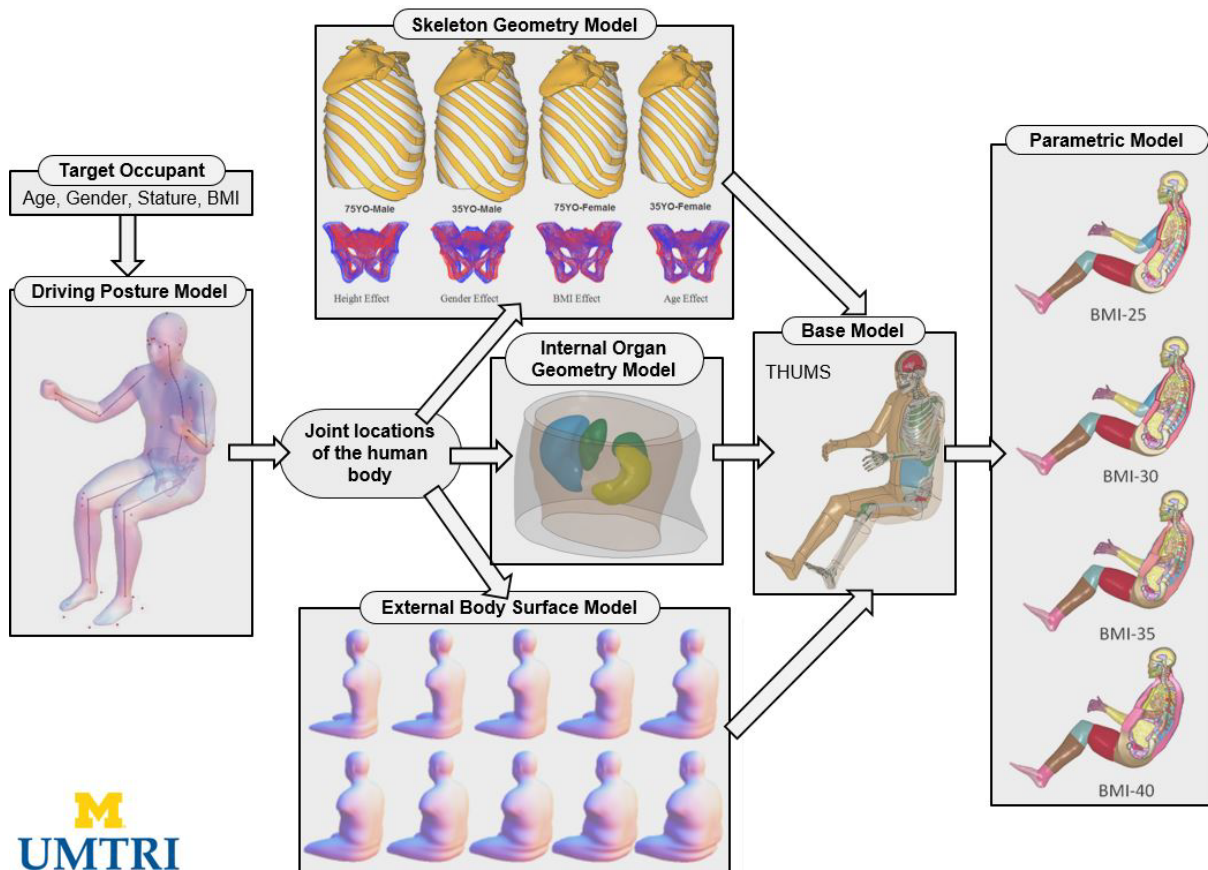 Skeleton Geometry Model
75YO-Male
35YO-Male
75YO-Female
35YO-Female
Height Effect
Gender Effect
BMI Effect
Age Effect
Target Occupant
Age, Gender, Stature, BMI
Driving Posture Model
Joint locations
of the human
body
Internal Organ
Geometry Model
External Body Surface Model
Base Model
THUMS
Parametric Model
BMI-25
BMI-30
BMI-35
BMI-40
M
UMTRI